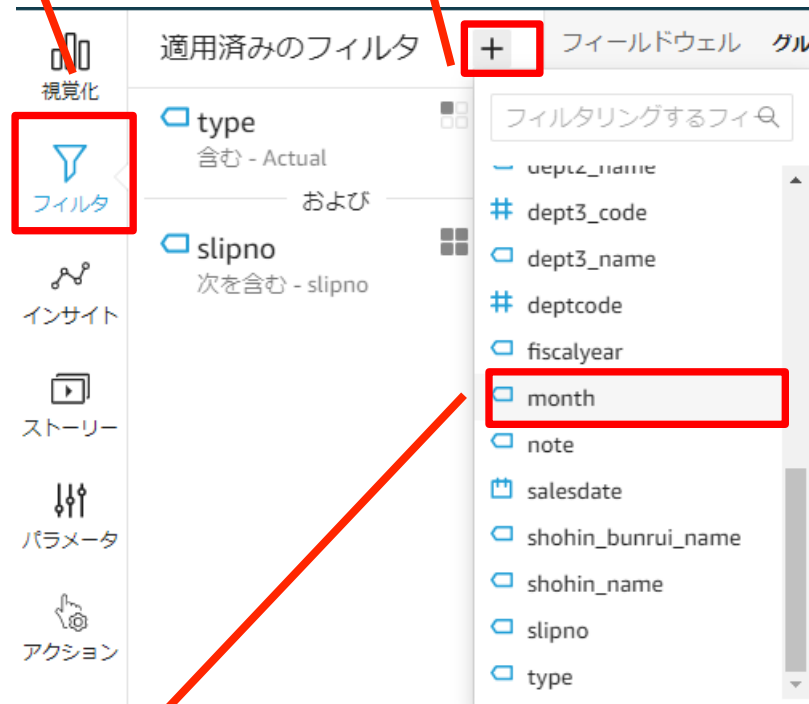 視覚化
フィルタ
インサイト
ストーリー
パラメータ
アクション
適用済みのフィルタ
type
含む - Actual
および
slipno
次を含む - slipno
+
フィールドウェル
フィルタリングするフィ
dept2_name
dept3_code
dept3_name
deptcode
fiscalyear
month
note
salesdate
shohin_bunrui_name
shohin_name
slipno
type